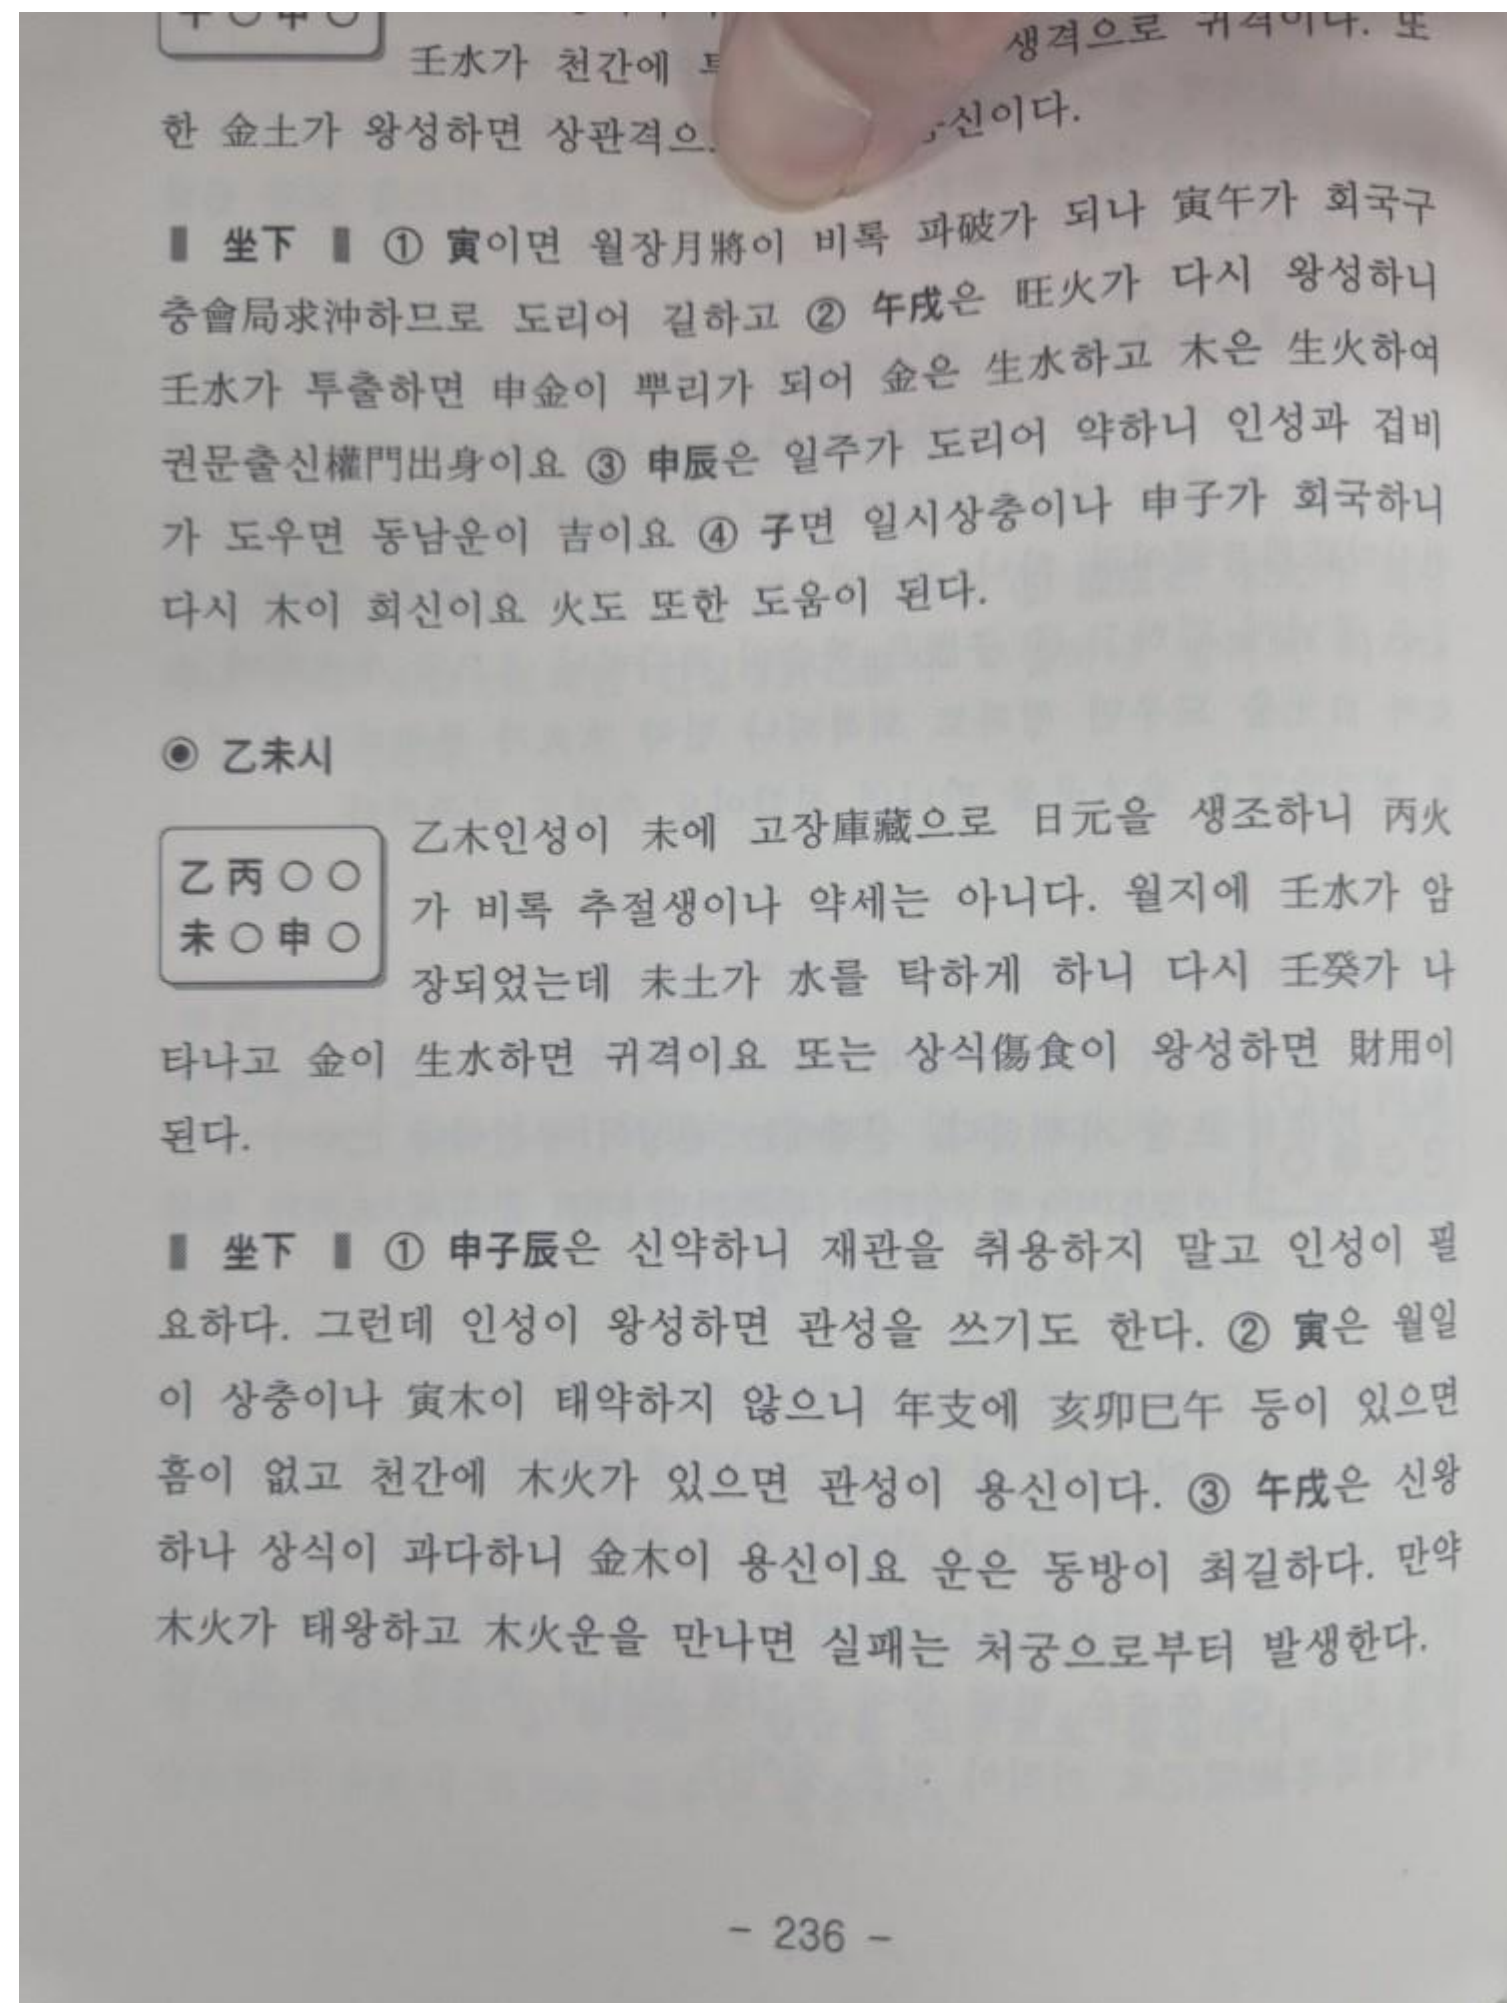 壬水가 천간에 생격으로 귀격이다. 또
한 金土가 왕성하면 상관격으
坐下 ① 寅이면 월장月將이 비록 파破가 되나 寅午가 회국구
충會局求沖하므로 도리어 길하고 ② 午戌은 旺火가 다시 왕성하니
壬水가 투출하면 申金이 뿌리가 되어 金은 生水하고 木은 生火하여
권문출신權門出身이요 ③ 申辰은 일주가 도리어 약하니 인성과 겁비
가 도우면 동남운이 吉이요 ④ 子면 일시상충이나 申子가 회국하니
다시 木이 희신이요 火도 또한 도움이 된다.
◉ 乙未시
乙丙○○
未○申○
乙木인성이 未에 고장庫藏으로 日元을 생조하니 丙火
가 비록 추절생이나 약세는 아니다. 월지에 壬水가 암
장되었는데 未土가 水를 탁하게 하니 다시 壬癸가 나
타나고 金이 生水하면 귀격이요 또는 상식傷食이 왕성하면 財用이
된다.
坐下 ① 申子辰은 신약하니 재관을 취용하지 말고 인성이 필
요하다. 그런데 인성이 왕성하면 관성을 쓰기도 한다. ② 寅은 월일
이 상충이나 寅木이 태약하지 않으니 年支에 亥卯巳午 등이 있으면
흠이 없고 천간에 木火가 있으면 관성이 용신이다. ③ 午戌은 신왕
하나 상식이 과다하니 金木이 용신이요 운은 동방이 최길하다. 만약
木火가 태왕하고 木火운을 만나면 실패는 처궁으로부터 발생한다.
- 236 -